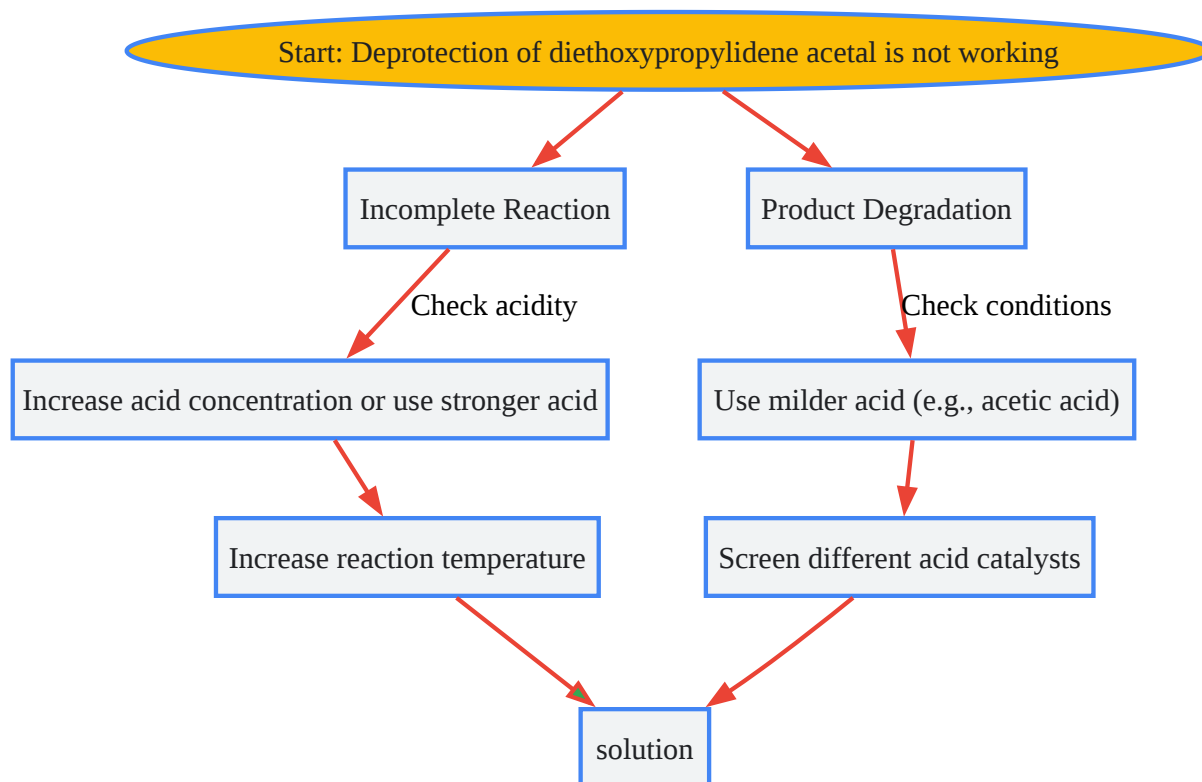 Start: Deprotection of diethoxypropylidene acetal is not working
Incomplete Reaction
Product Degradation
Check acidity
Check conditions
Increase acid concentration or use stronger acid
Use milder acid (e.g., acetic acid)
Increase reaction temperature
Screen different acid catalysts
solution